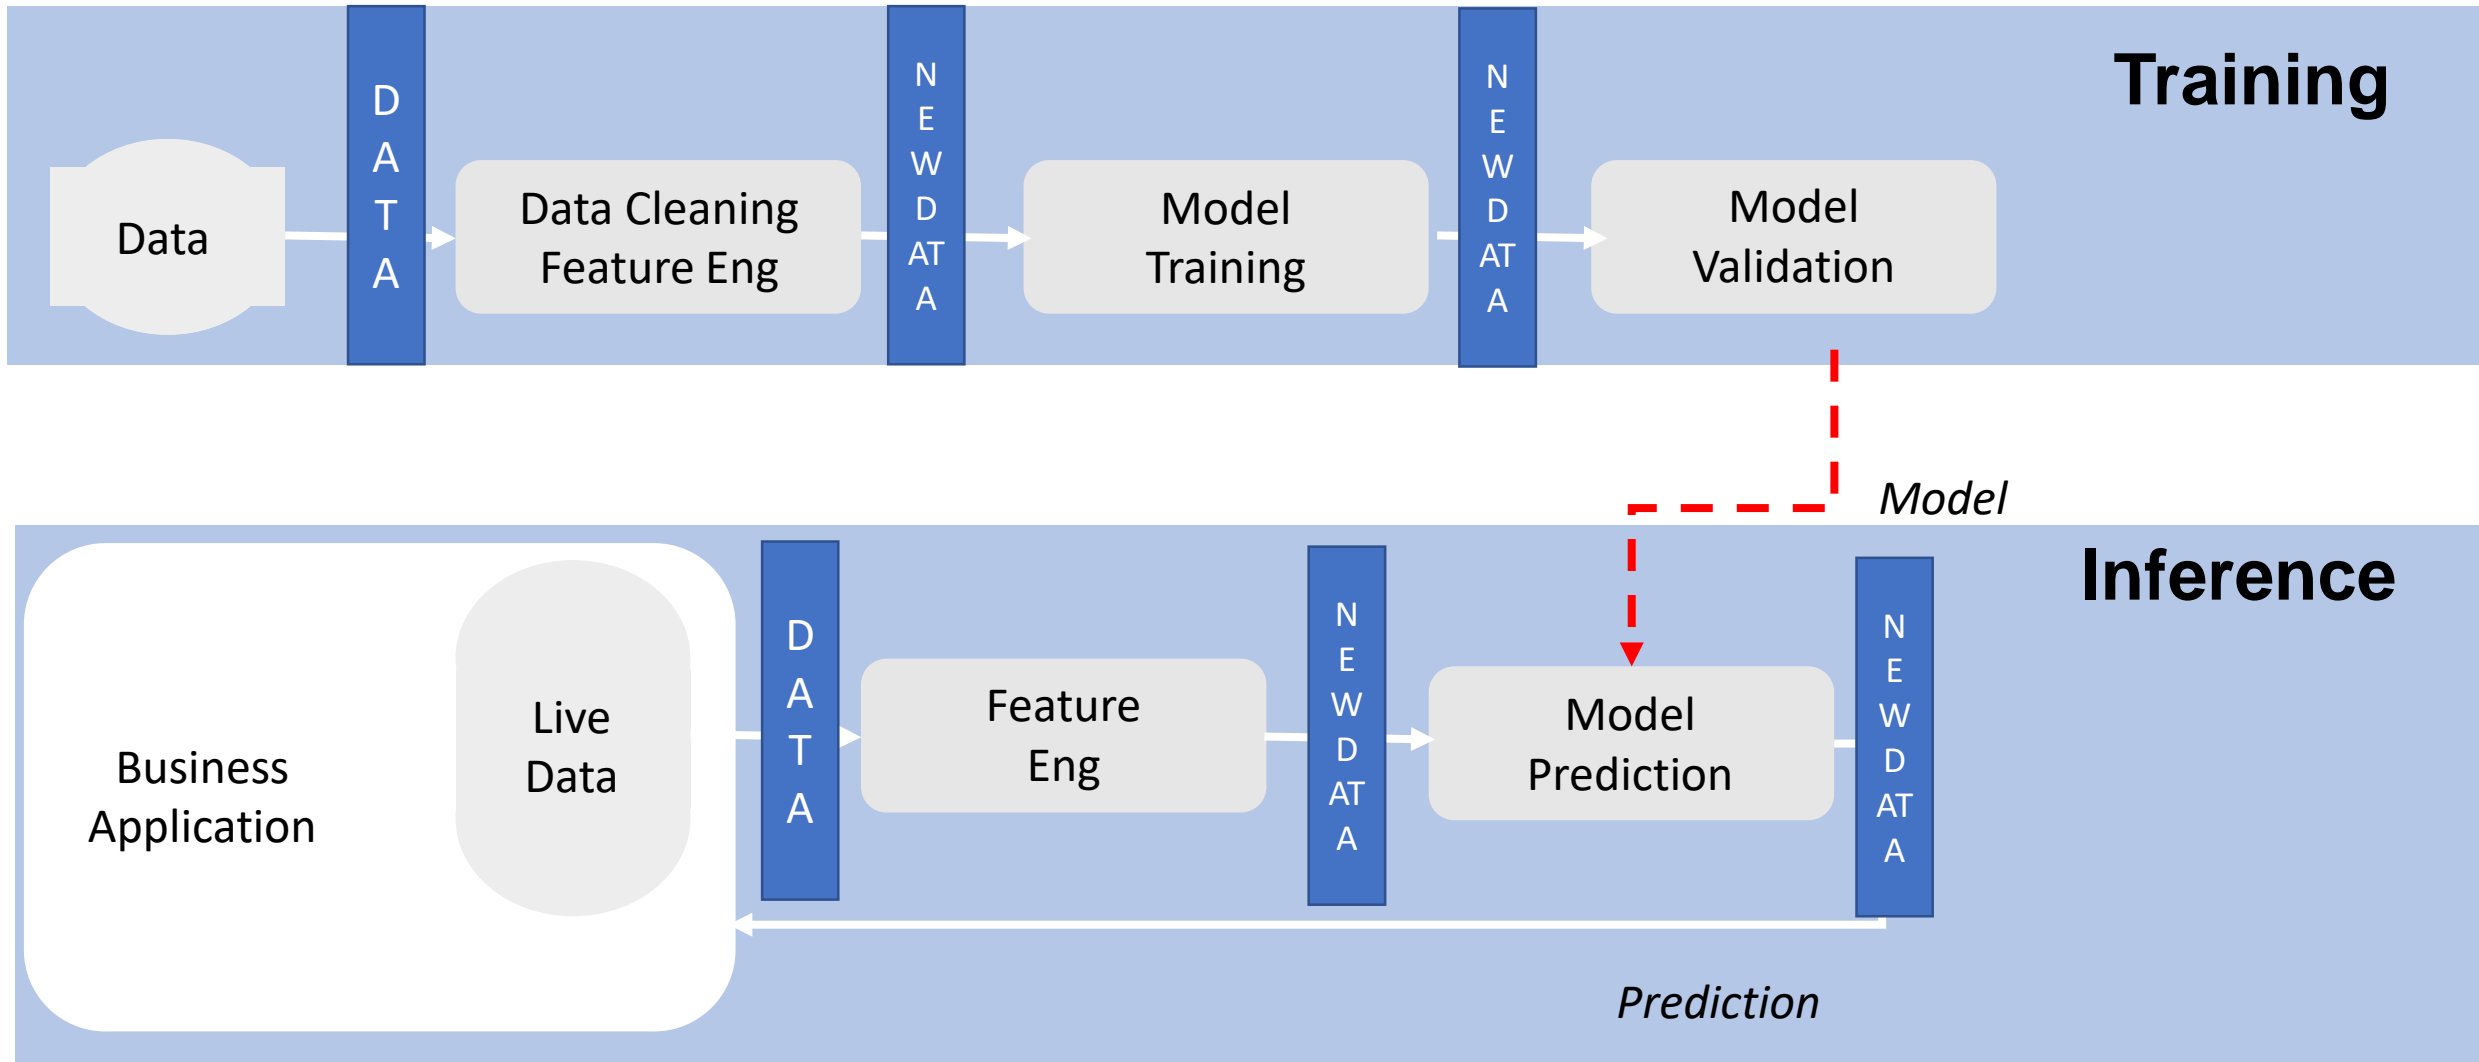 Training
Data
D
A
T
A
Data Cleaning
Feature Eng
N
E
W
D
AT
A
Model
Training
N
E
W
D
AT
A
Model
Validation
Model
Inference
Business
Application
Live
Data
D
A
T
A
Feature
Eng
N
E
W
D
AT
A
Model
Prediction
N
E
W
D
AT
A
Prediction